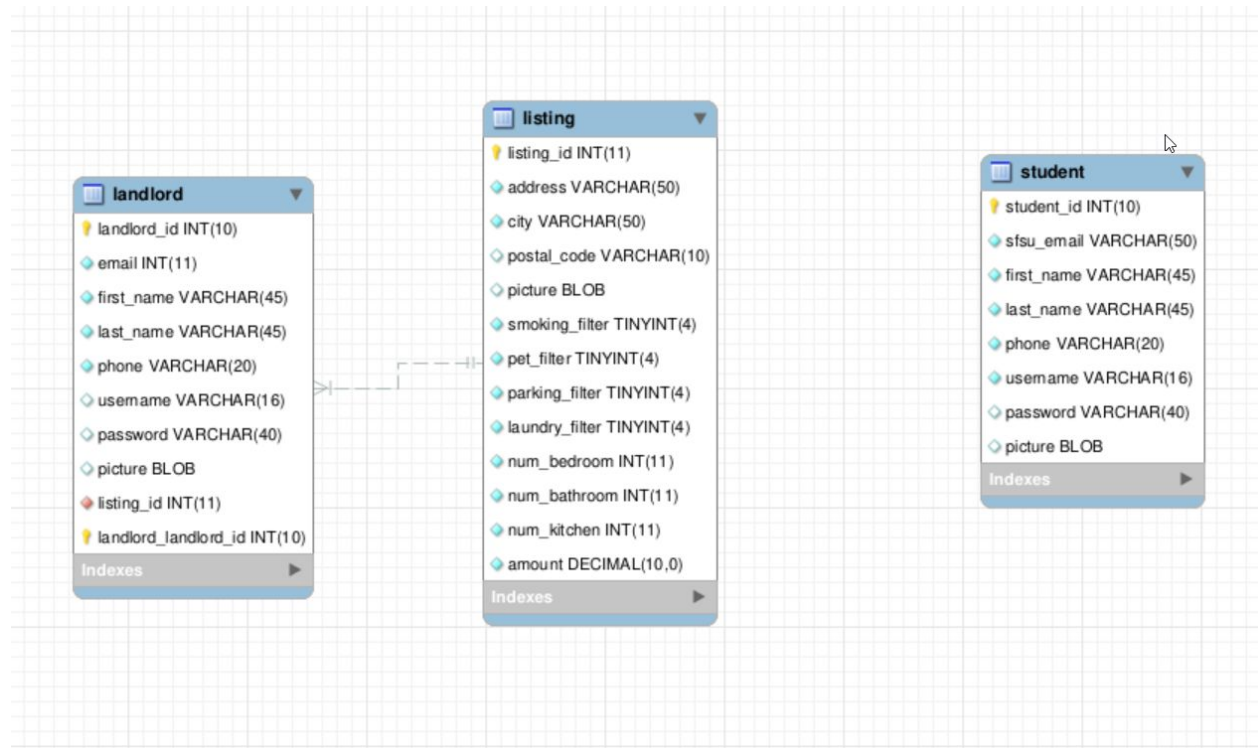 landlord
landlord_id INT(10)
email INT(11)
first_name VARCHAR(45)
last_name VARCHAR(45)
phone VARCHAR(20)
username VARCHAR(16)
password VARCHAR(40)
picture BLOB
listing_id INT(11)
landlord_landlord_id INT(10)
Indexes
listing
listing_id INT(11)
address VARCHAR(50)
city VARCHAR(50)
postal_code VARCHAR(10)
picture BLOB
smoking_filter TINYINT(4)
pet_filter TINYINT(4)
parking_filter TINYINT(4)
laundry_filter TINYINT(4)
num_bedroom INT(11)
num_bathroom INT(11)
num_kitchen INT(11)
amount DECIMAL(10,0)
Indexes
student
student_id INT(10)
sfsu_email VARCHAR(50)
first_name VARCHAR(45)
last_name VARCHAR(45)
phone VARCHAR(20)
username VARCHAR(16)
password VARCHAR(40)
picture BLOB
Indexes